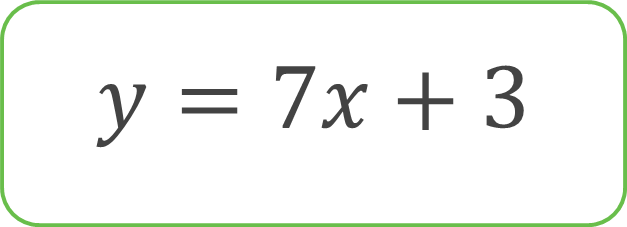 y = 7x + 3